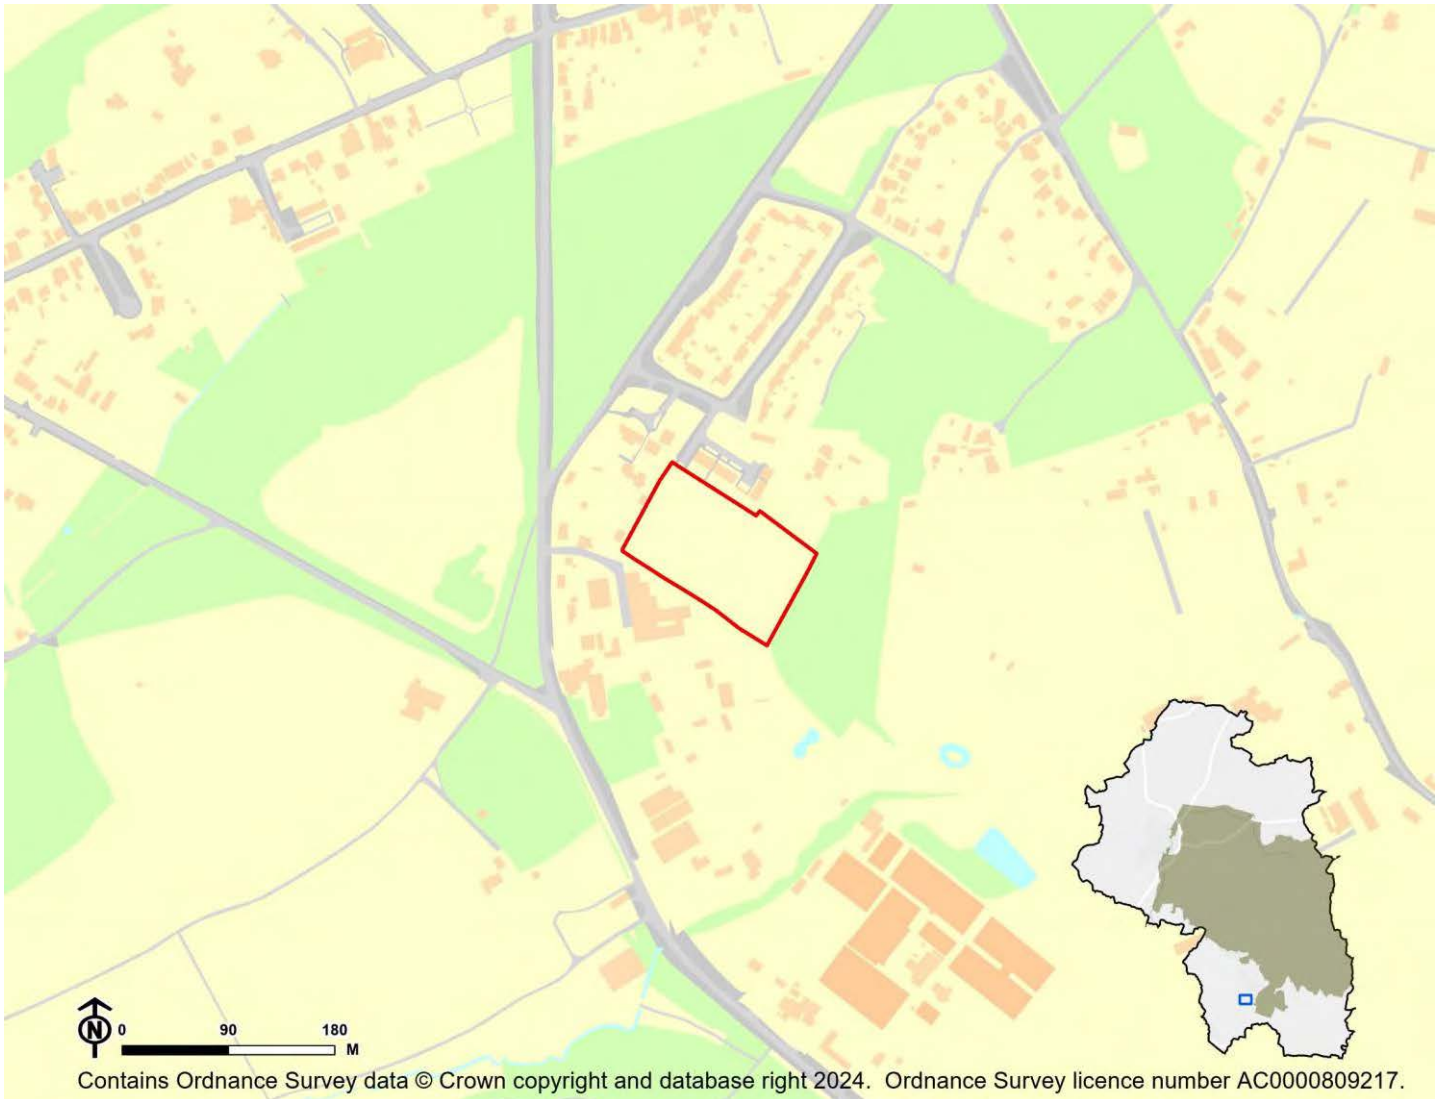 N
0 90 180
M
Contains Ordnance Survey data © Crown copyright and database right 2024. Ordnance Survey licence number AC0000809217.